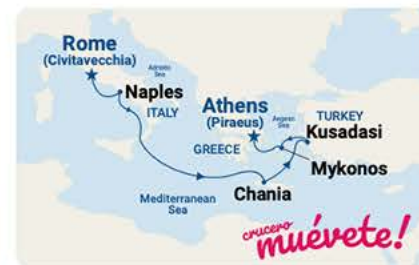 Rome
(Civitavecchia)
Adriatic
Sea
Naples
ITALY
Athens
(Piraeus)
Aegean
Sea
TURKEY
Kusadasi
GREECE
Mykonos
Chania
Mediterranean
Sea
crucero
muévete!